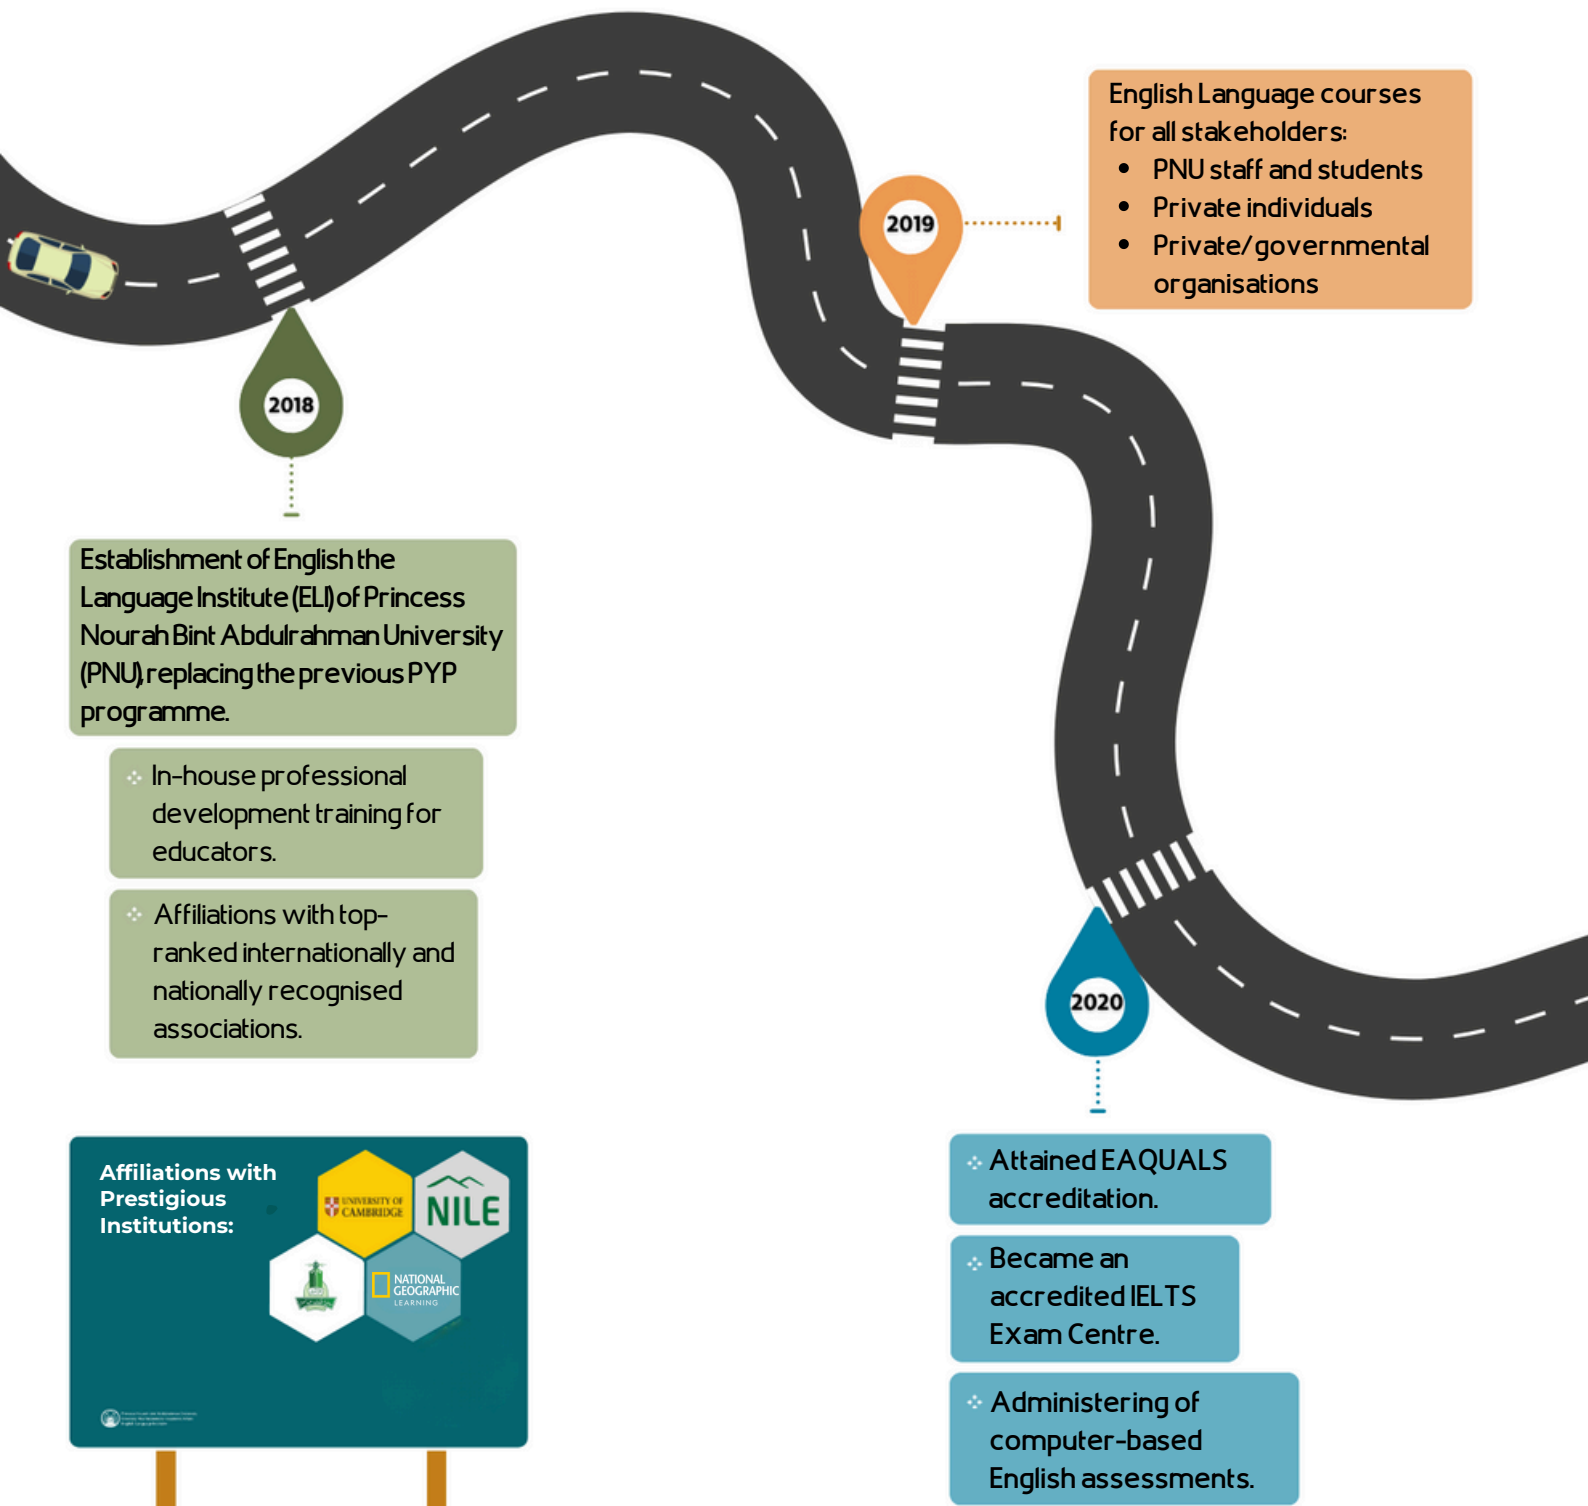 English Language courses
for all stakeholders:
• PNU staff and students
• Private individuals
• Private/governmental
organisations
2019
2018
Establishment of English the
Language Institute (ELI) of Princess
Nourah Bint Abdulrahman University
(PNU), replacing the previous PYP
programme.
In-house professional
development training for
educators.
Affiliations with top-
ranked internationally and
nationally recognised
associations.
2020
Attained EAQUALS
accreditation.
Became an
accredited IELTS
Exam Centre.
Administering of
computer-based
English assessments.
Affiliations with
Prestigious
Institutions:
UNIVERSITY OF
CAMBRIDGE
NILE
NATIONAL
GEOGRAPHIC
LEARNING